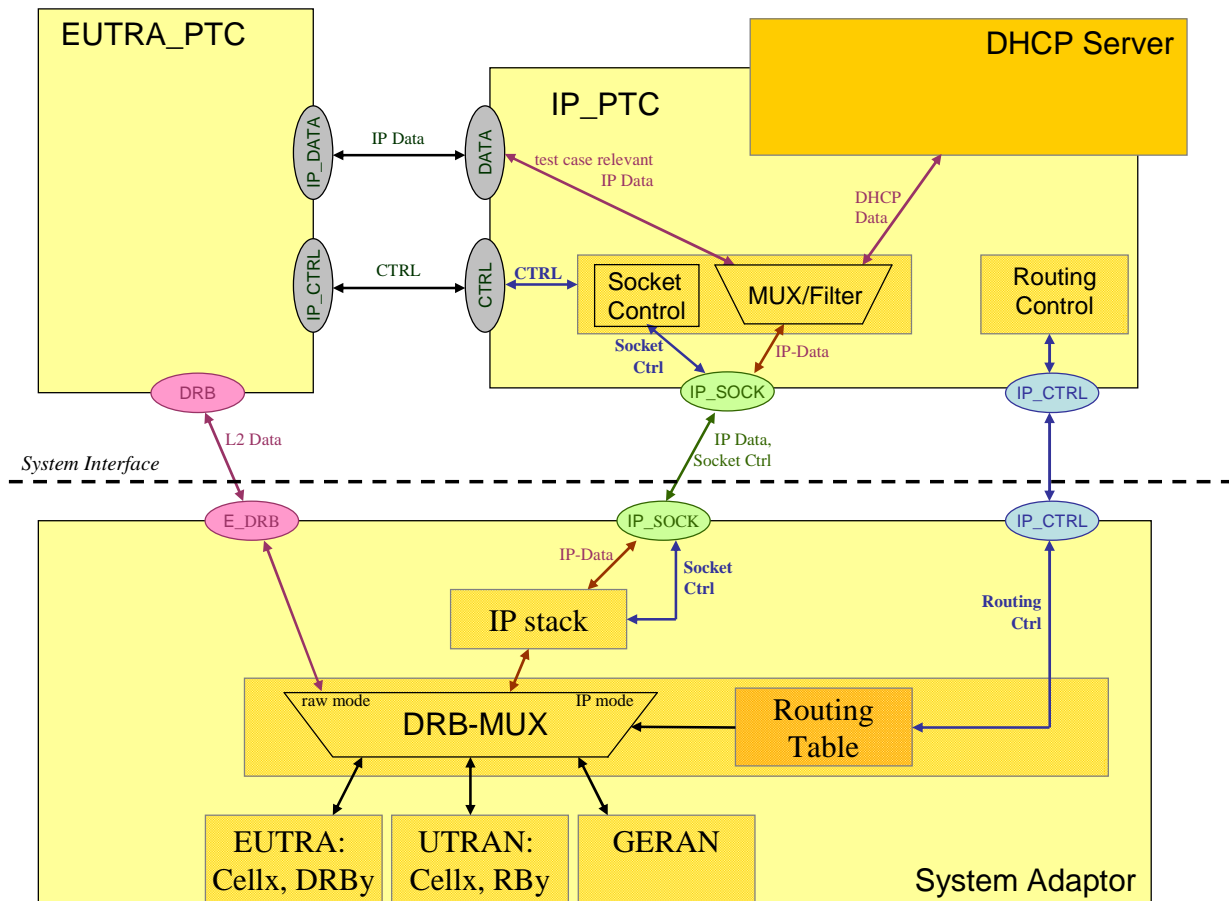 EUTRA_PTC
DHCP Server
IP_PTC
IP_DATA
IP Data
DATA
test case relevant
IP Data
DHCP
Data
IP_CTRL
CTRL
CTRL
CTRL
Socket
Control
MUX/Filter
Routing
Control
Socket
Ctrl
IP-Data
DRB
IP_SOCK
IP_CTRL
L2 Data
IP Data,
Socket Ctrl
System Interface
E_DRB
IP_SOCK
IP_CTRL
IP-Data
Socket
Ctrl
IP stack
Routing
Ctrl
raw mode
IP mode
DRB-MUX
Routing
Table
EUTRA:
Cellx, DRBy
UTRAN:
Cellx, RBy
GERAN
System Adaptor